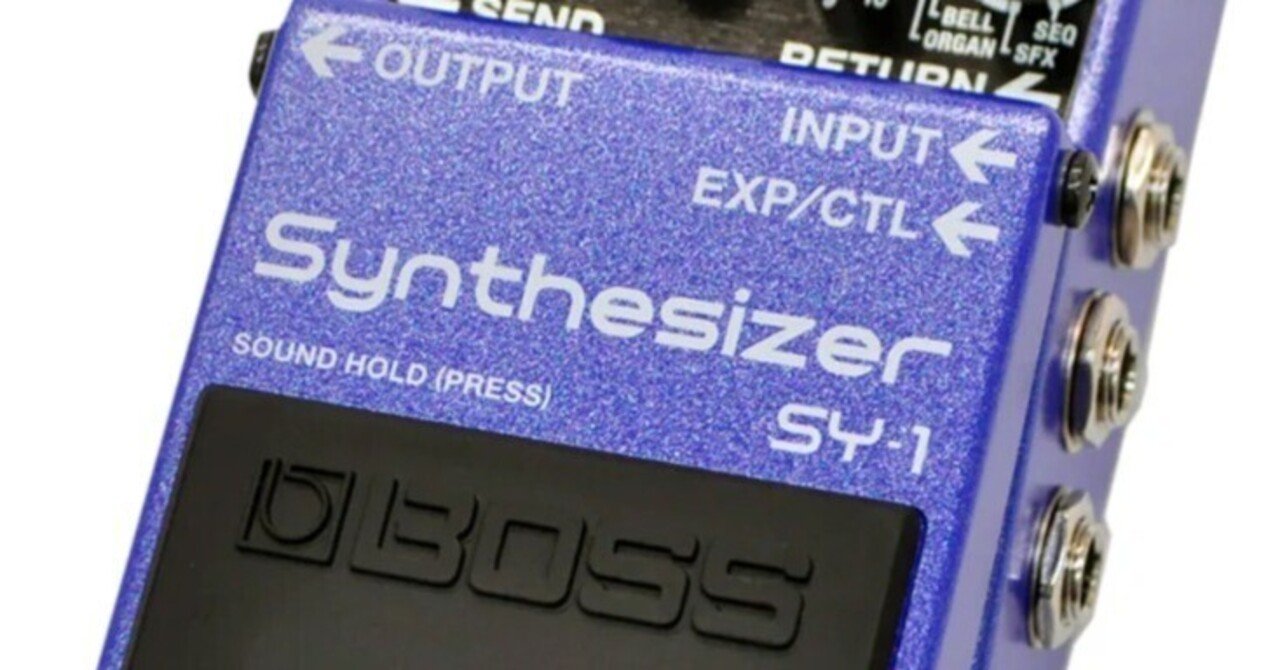 SEND
BELL
ORGAN
SEQ
SFX
RETURN
OUTPUT
INPUT
EXP/CTL
Synthesizer
SOUND HOLD (PRESS)
SY-1
BOSS